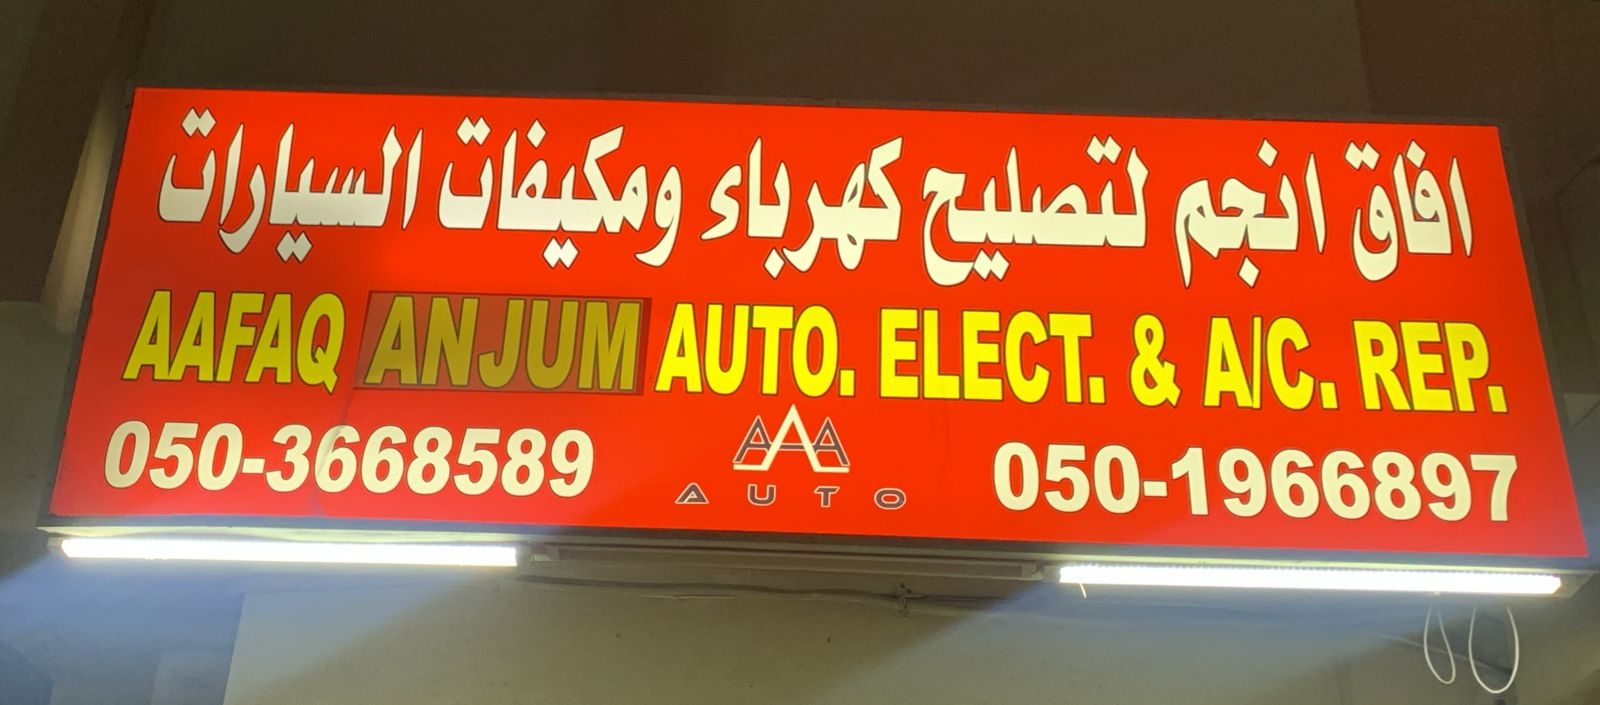 افاق انجم لتصليح كهرباء ومكيفات السيارات
AAFAQ ANJUM AUTO. ELECT. & A/C. REP.
050-3668589
AAA
AUTO
050-1966897